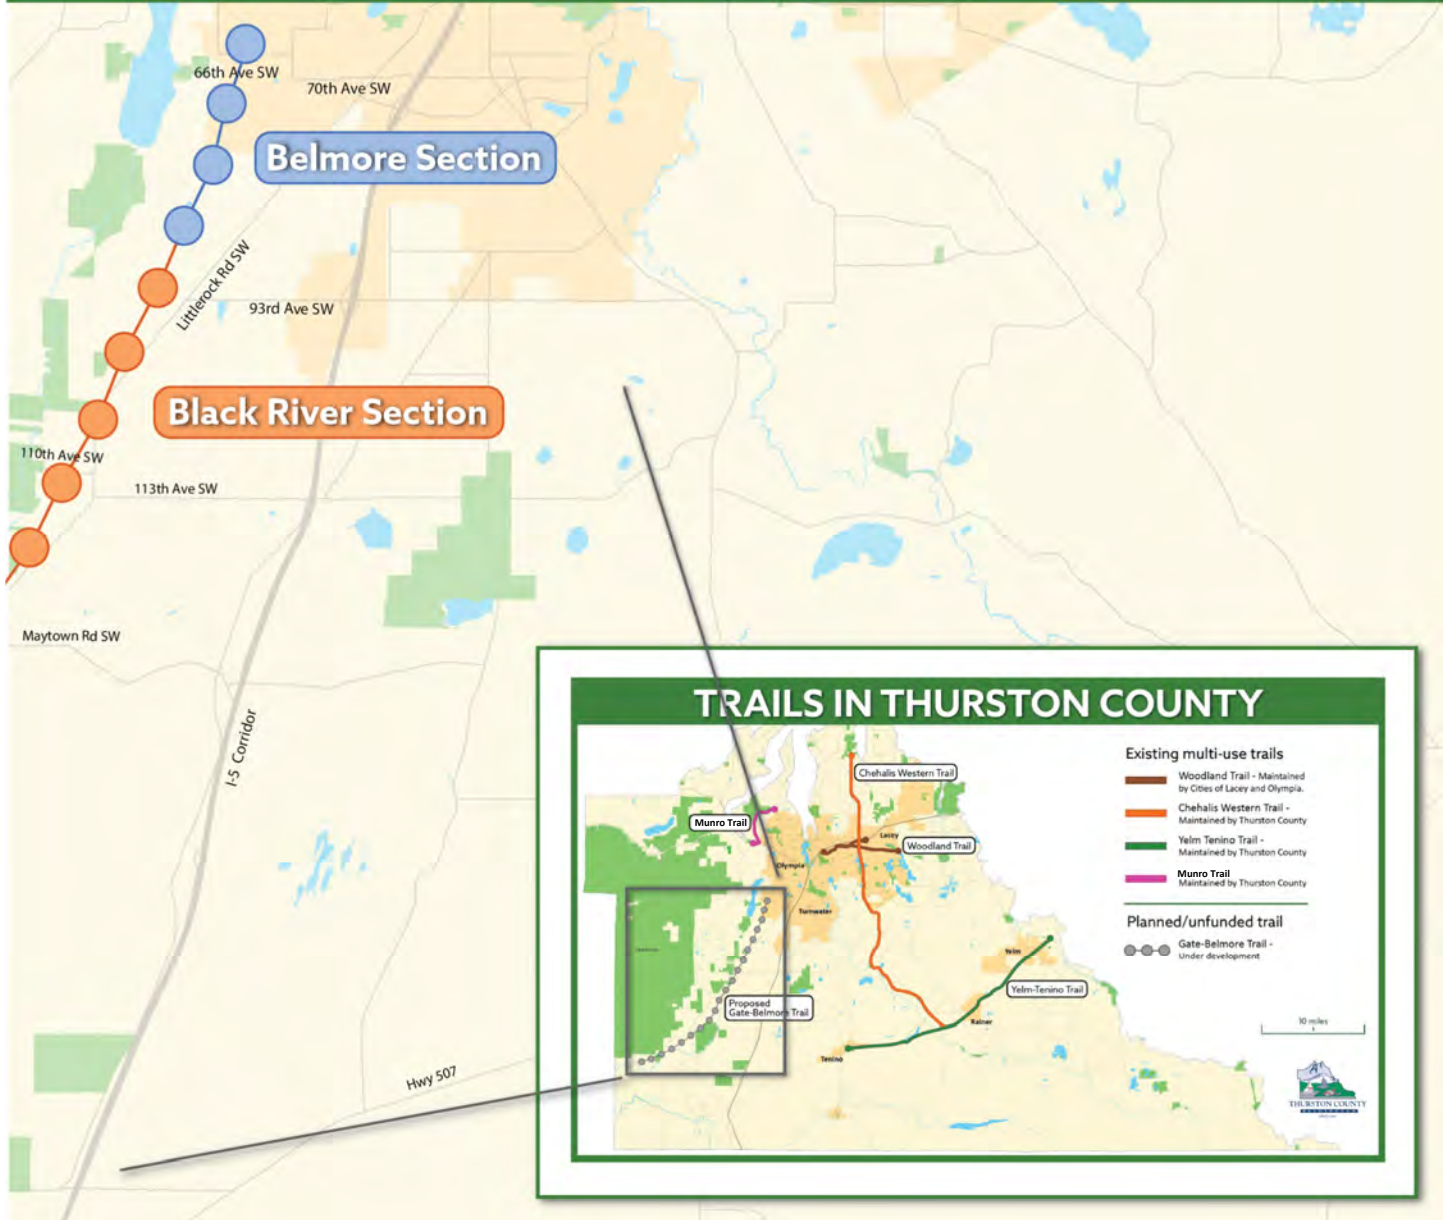 66th Ave SW
70th Ave SW
Belmore Section
Littlerock Rd SW
93rd Ave SW
Black River Section
110th Ave SW
113th Ave SW
Maytown Rd SW
I-5 Corridor
Hwy 507
TRAILS IN THURSTON COUNTY
Chehalis Western Trail
Munro Trail
Lacey
Woodland Trail
Olympia
Tumwater
Yelm
Yelm-Tenino Trail
Proposed
Gate-Belmore Trail
Rainer
Tenino
Existing multi-use trails
Woodland Trail - Maintained
by Cities of Lacey and Olympia.
Chehalis Western Trail -
Maintained by Thurston County
Yelm Tenino Trail -
Maintained by Thurston County
Munro Trail
Maintained by Thurston County
Planned/unfunded trail
Gate-Belmore Trail -
Under development
10 miles
THURSTON COUNTY